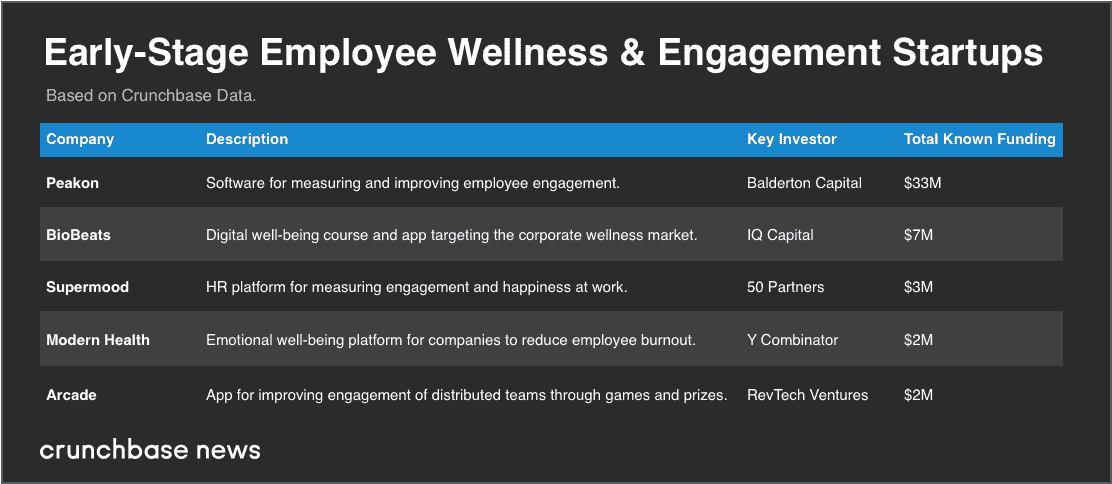 Early-Stage Employee Wellness & Engagement Startups
Based on Crunchbase Data.
Company Description Key Investor Total Known Funding
Peakon Software for measuring and improving employee engagement. Balderton Capital $33M
BioBeats Digital well-being course and app targeting the corporate wellness market. IQ Capital $7M
Supermood HR platform for measuring engagement and happiness at work. 50 Partners $3M
Modern Health Emotional well-being platform for companies to reduce employee burnout. Y Combinator $2M
Arcade App for improving engagement of distributed teams through games and prizes. RevTech Ventures $2M
crunchbase news